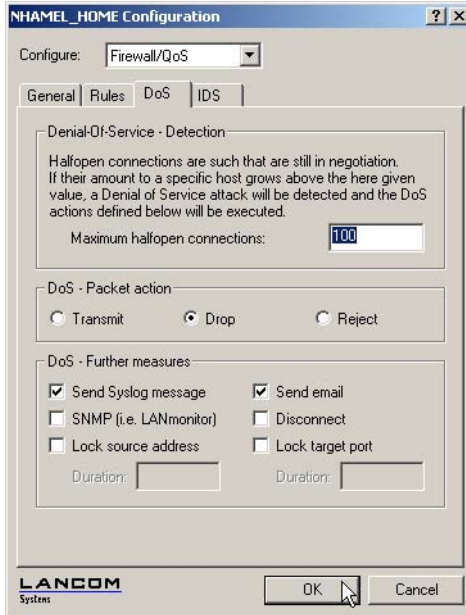 NHAMEL_HOME Configuration
Configure: Firewall/QoS
General Rules DoS IDS
Denial-Of-Service - Detection
Halfopen connections are such that are still in negotiation.
If their amount to a specific host grows above the here given
value, a Denial of Service attack will be detected and the DoS
actions defined below will be executed.
Maximum halfopen connections: 100
DoS - Packet action
Transmit Drop Reject
DoS - Further measures
Send Syslog message Send email
SNMP (i.e. LANmonitor) Disconnect
Lock source address Lock target port
Duration: Duration:
LANCOM
Systems
OK Cancel